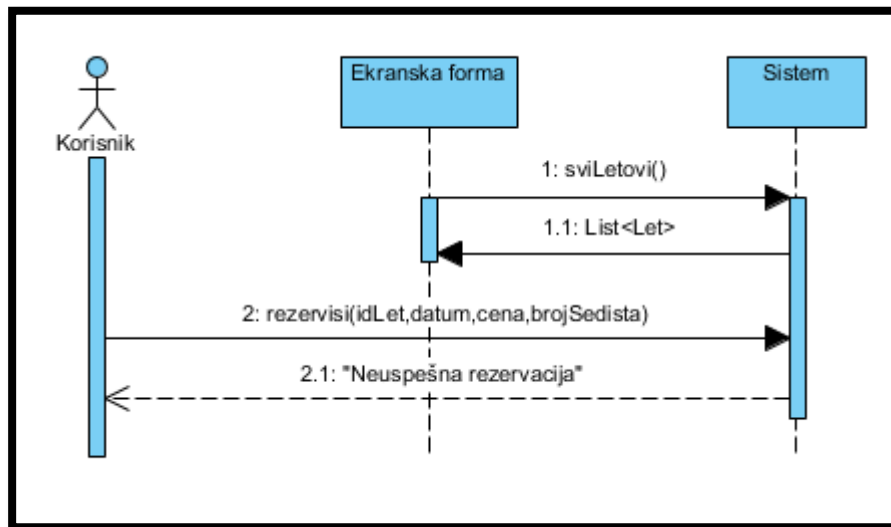 Ekranska forma
Sistem
Korisnik
1: sviLetovi()
1.1: List<Let>
2: rezervisi(idLet,datum,cena,brojSedista)
2.1: "Neuspešna rezervacija"